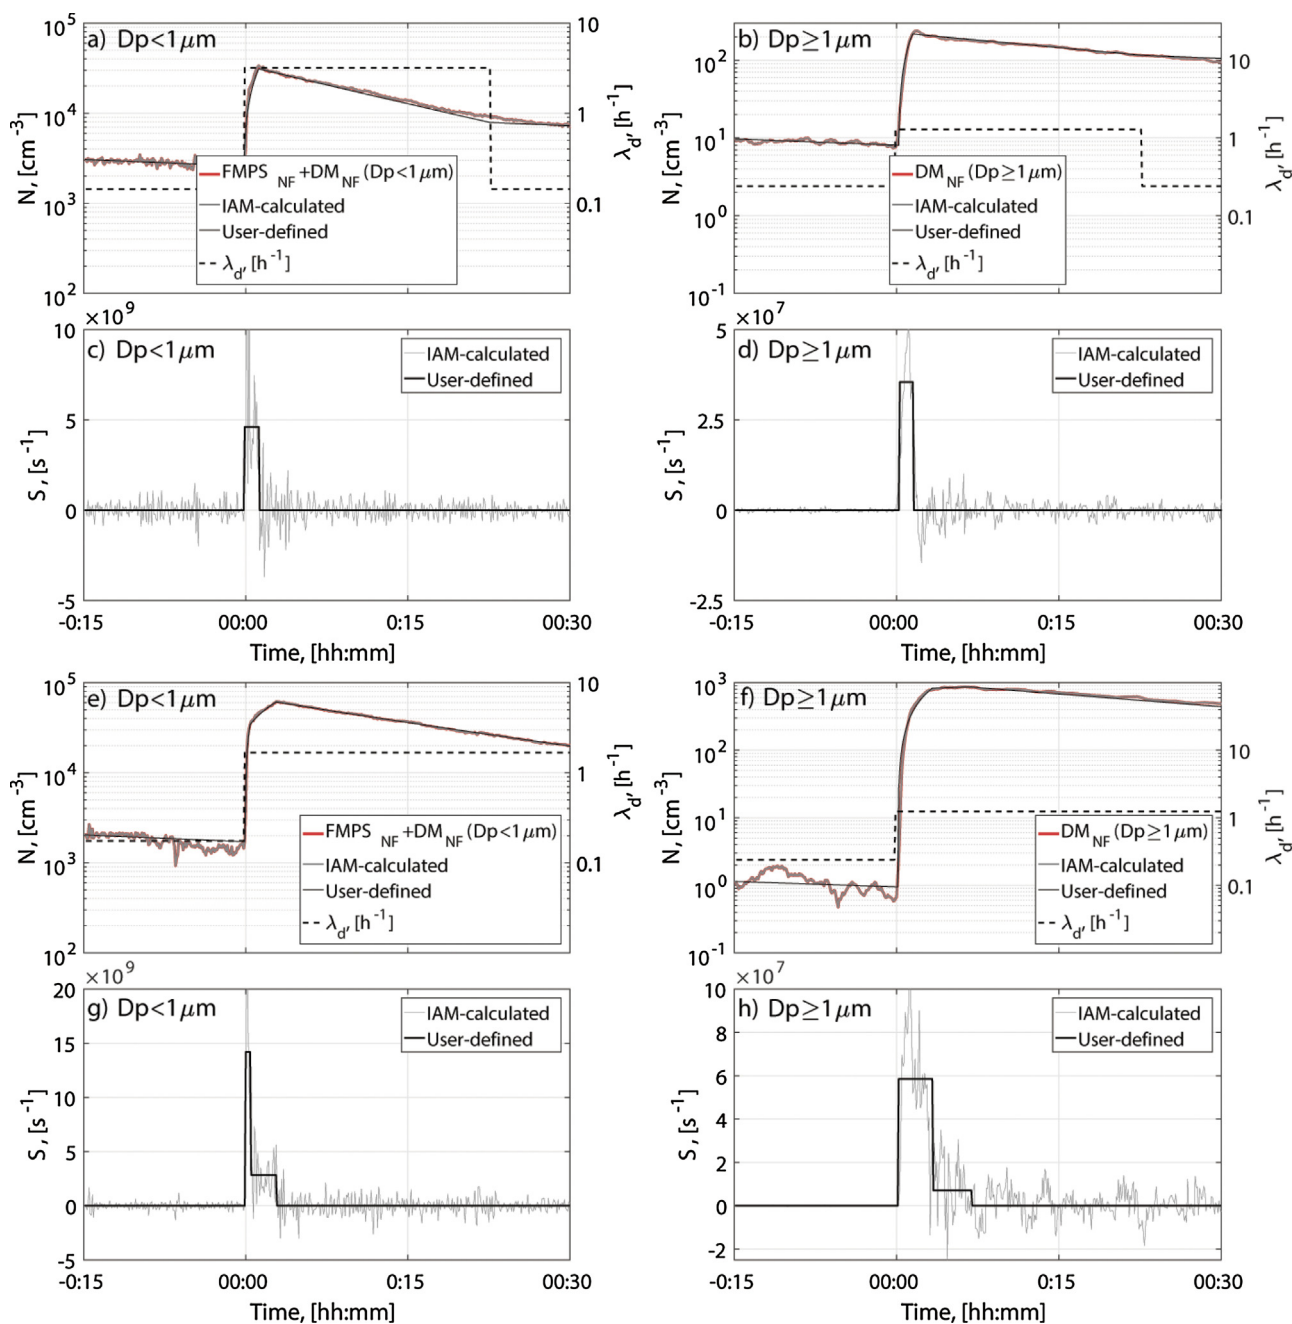 a) Dp<1μm
10^5
10^4
10^3
10^2
N, [cm^-3]
10
1
0.1
λ_d, [h^-1]
FMPS_NF+DM_NF(Dp<1μm)
IAM-calculated
User-defined
λ_d, [h^-1]
b) Dp≥1μm
10^2
10^1
10^0
10^-1
N, [cm^-3]
10
1
0.1
λ_d, [h^-1]
DM_NF(Dp≥1μm)
IAM-calculated
User-defined
λ_d, [h^-1]
×10^9
c) Dp<1μm
10
5
0
-5
S, [s^-1]
IAM-calculated
User-defined
-0:15
00:00
0:15
00:30
Time, [hh:mm]
×10^7
d) Dp≥1μm
5
2.5
0
-2.5
S, [s^-1]
IAM-calculated
User-defined
-0:15
00:00
0:15
00:30
Time, [hh:mm]
e) Dp<1μm
10^5
10^4
10^3
10^2
N, [cm^-3]
10
1
0.1
λ_d, [h^-1]
FMPS_NF+DM_NF(Dp<1μm)
IAM-calculated
User-defined
λ_d, [h^-1]
f) Dp≥1μm
10^3
10^2
10^1
10^0
10^-1
N, [cm^-3]
10
1
0.1
λ_d, [h^-1]
DM_NF(Dp≥1μm)
IAM-calculated
User-defined
λ_d, [h^-1]
×10^9
g) Dp<1μm
20
15
10
5
0
-5
S, [s^-1]
IAM-calculated
User-defined
-0:15
00:00
0:15
00:30
Time, [hh:mm]
×10^7
h) Dp≥1μm
10
8
6
4
2
0
-2
S, [s^-1]
IAM-calculated
User-defined
-0:15
00:00
0:15
00:30
Time, [hh:mm]